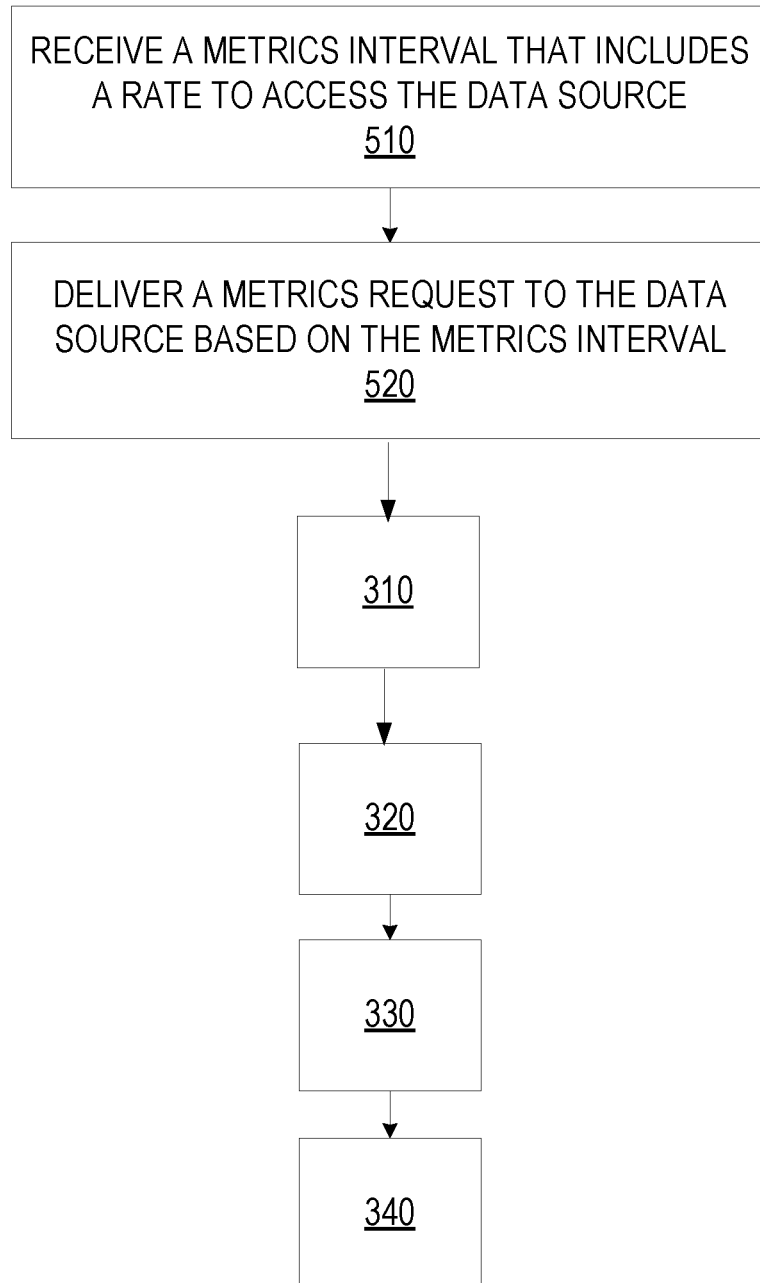 RECEIVE A METRICS INTERVAL THAT INCLUDES
A RATE TO ACCESS THE DATA SOURCE
510
DELIVER A METRICS REQUEST TO THE DATA
SOURCE BASED ON THE METRICS INTERVAL
520
310
320
330
340